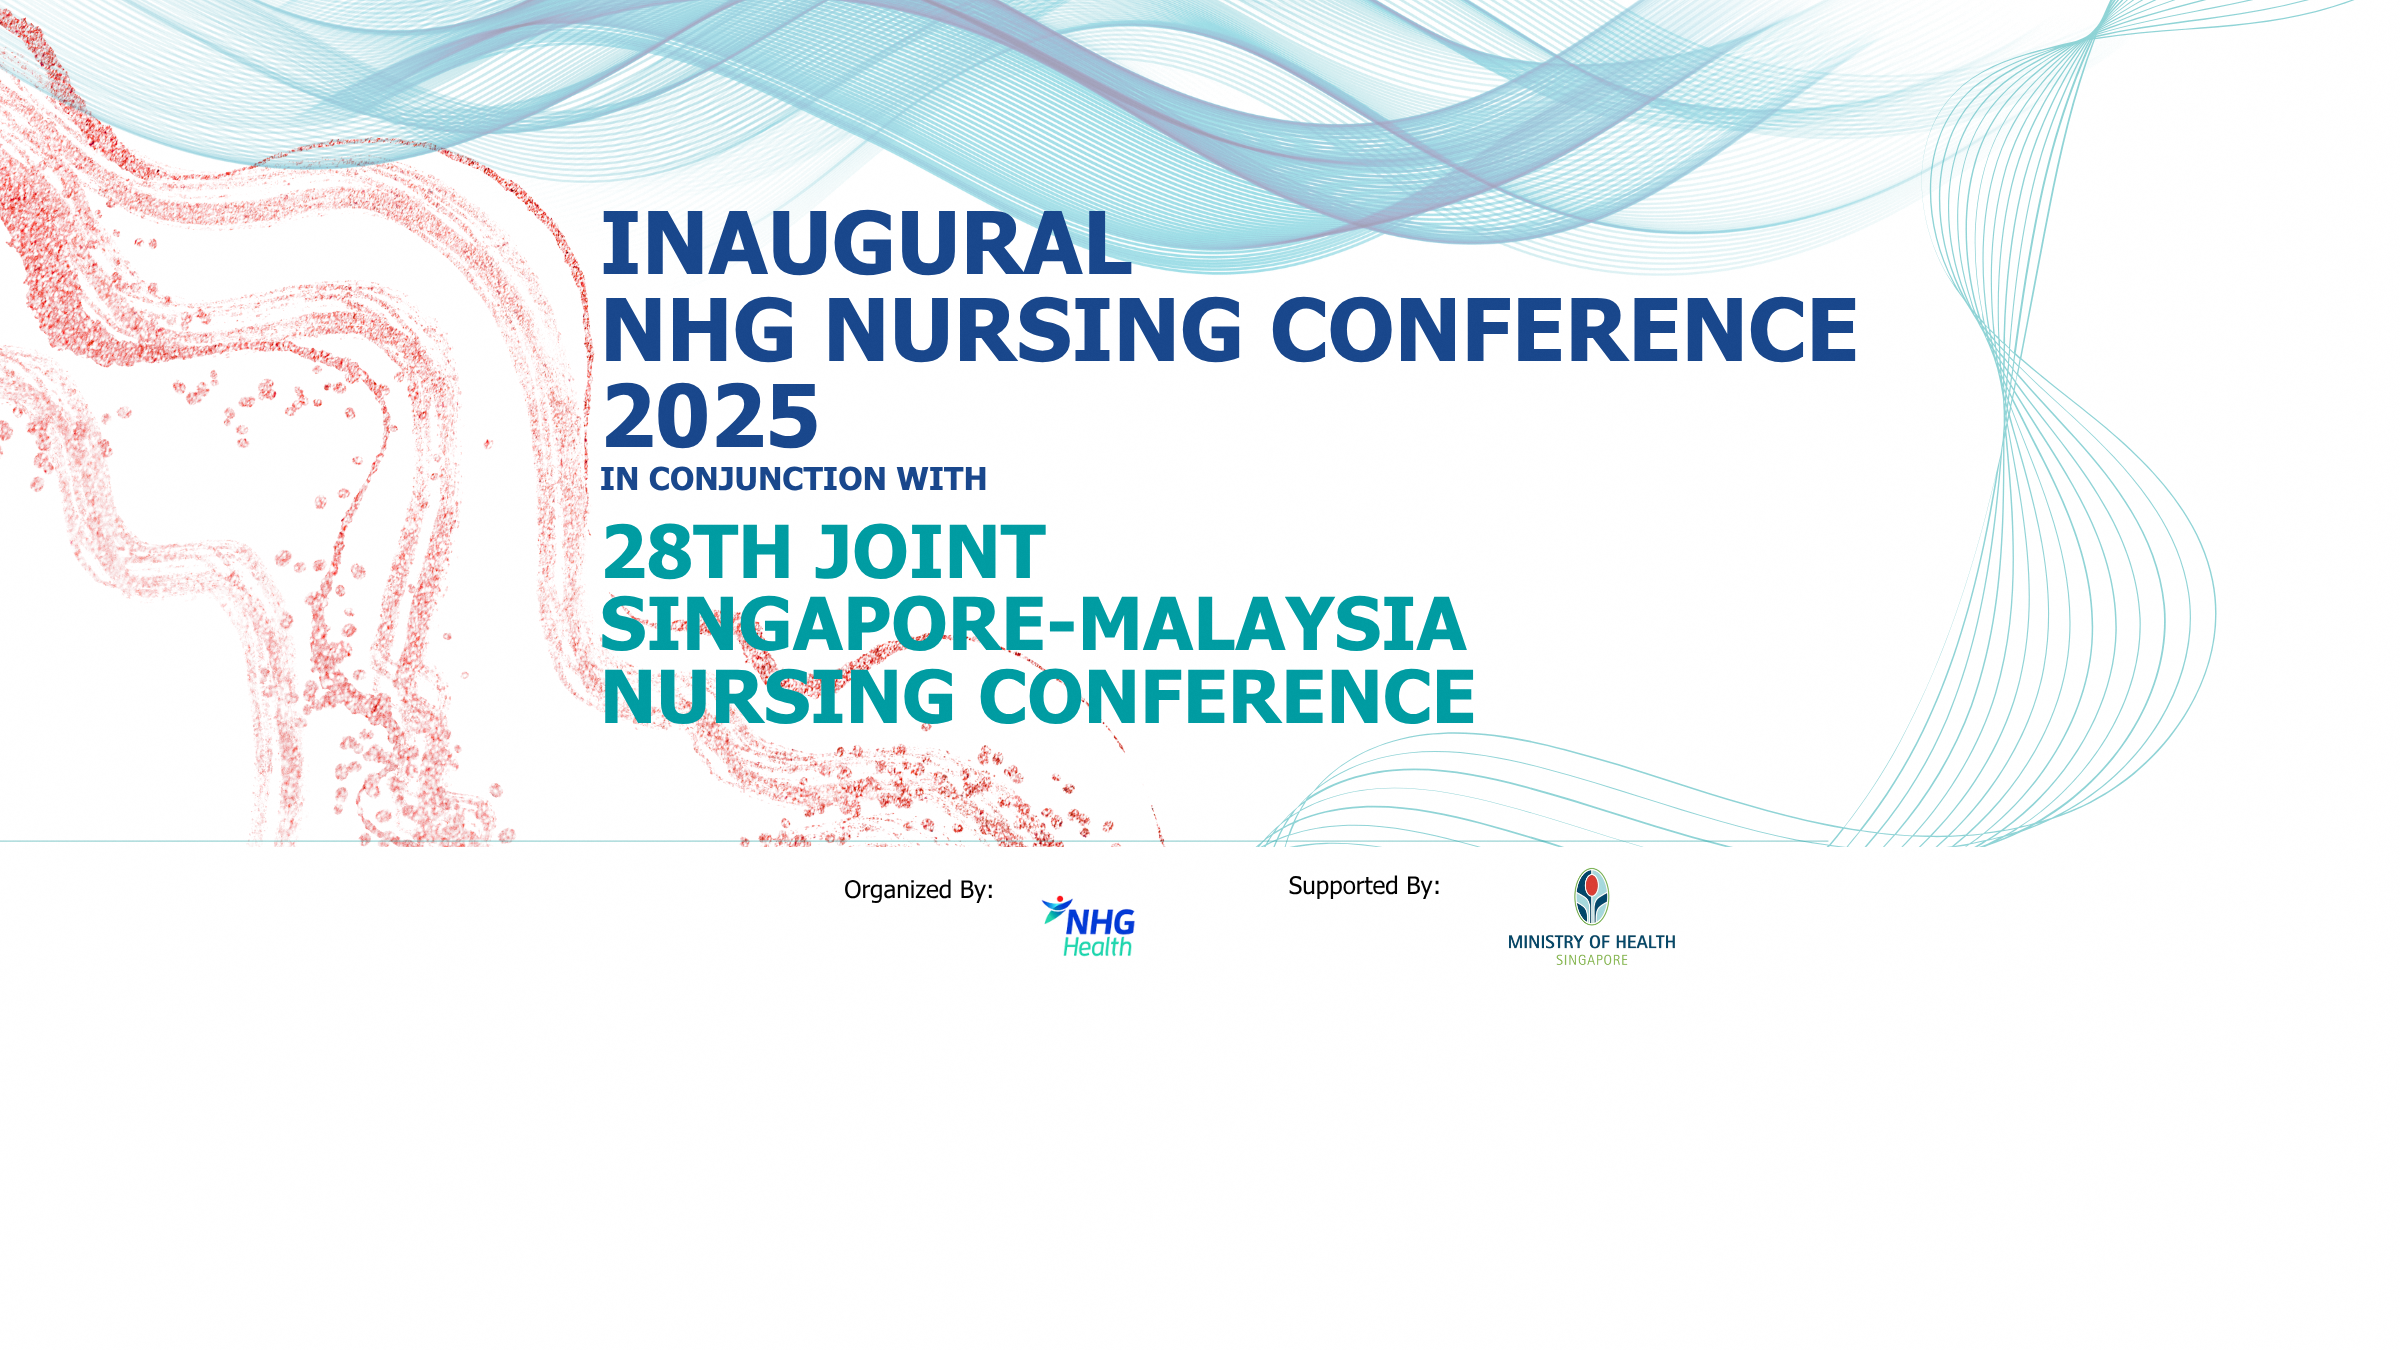 INAUGURAL
NHG NURSING CONFERENCE
2025
IN CONJUNCTION WITH
28TH JOINT
SINGAPORE-MALAYSIA
NURSING CONFERENCE
Organized By:
NHG
Health
Supported By:
MINISTRY OF HEALTH
SINGAPORE